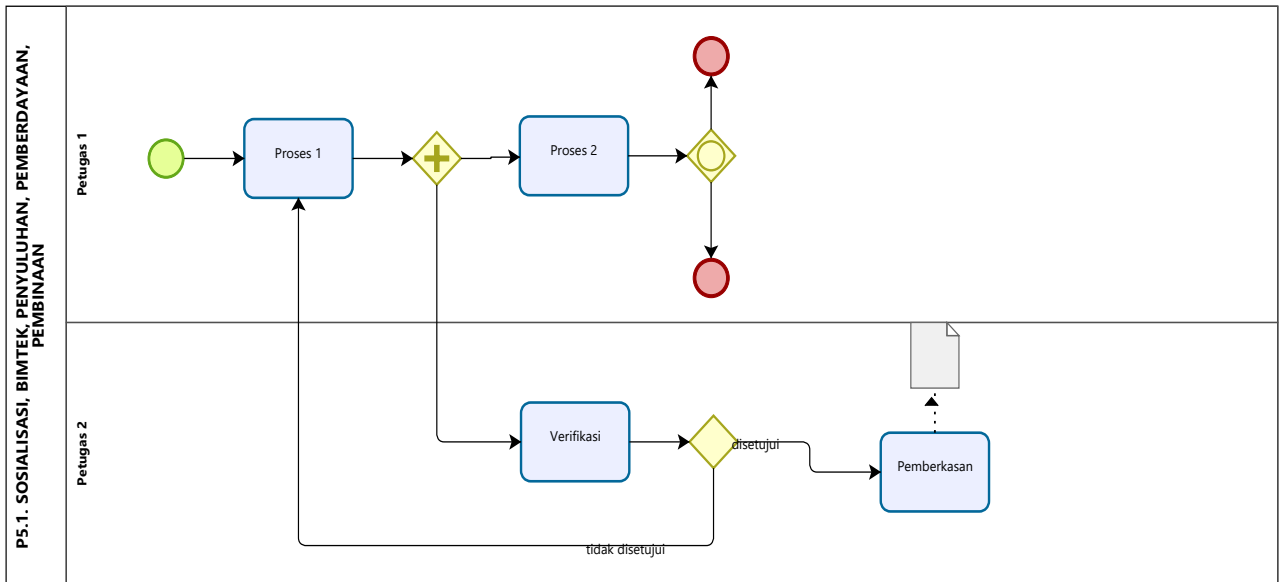 P5.1. SOSIALISASI, BIMTEK, PENYULUHAN, PEMBERDAYAAN,
PEMBINAAN
Petugas 1
Proses 1
Proses 2
Petugas 2
Verifikasi
disetujui
Pemberkasan
tidak disetujui